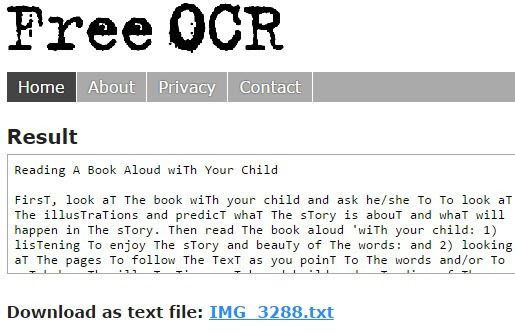 Free OCR
Home About Privacy Contact
Result
Reading A Book Aloud wiTh Your Child
FirsT, look aT The book wiTh your child and ask he/she To To look aT
The illusTraTions and predicT whaT The sTory is abouT and whaT will
happen in The sTory. Then read The book aloud 'wiTh your child: 1)
lisTening To enjoy The sTory and beauTy of The words: and 2) looking
aT The pages To follow The TexT as you poinT To The words and/or To
Download as text file: IMG_3288.txt